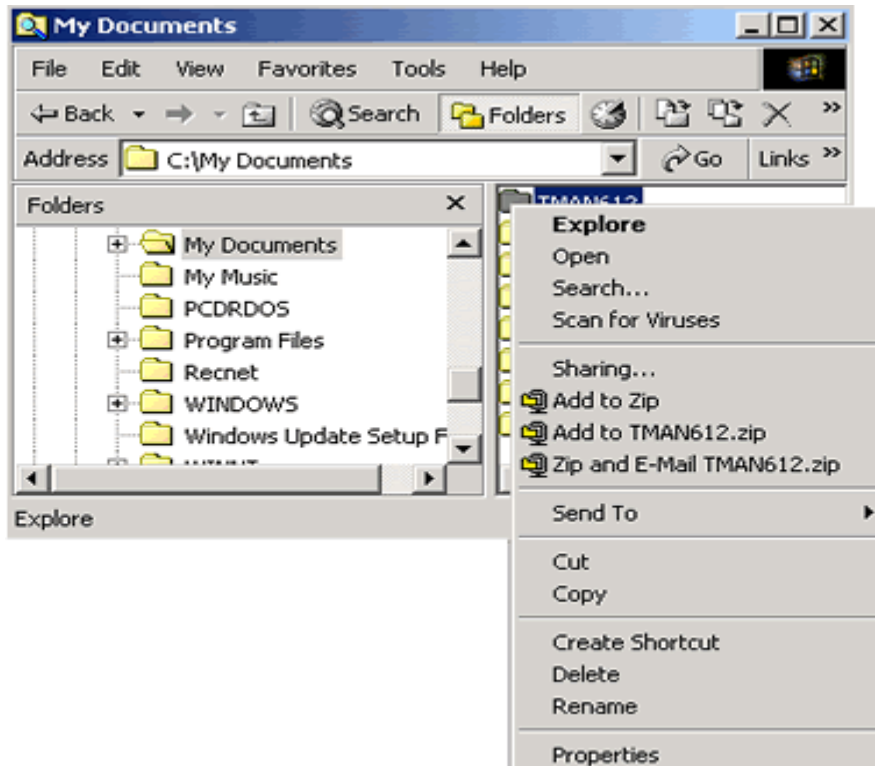 My Documents
File Edit View Favorites Tools Help
Back Search Folders »
Address C:\My Documents Go Links »
Folders
My Documents
My Music
PCDRDOS
Program Files
Recnet
WINDOWS
Windows Update Setup F
Explore
TMAN612
Explore
Open
Search...
Scan for Viruses
Sharing...
Add to Zip
Add to TMAN612.zip
Zip and E-Mail TMAN612.zip
Send To
Cut
Copy
Create Shortcut
Delete
Rename
Properties